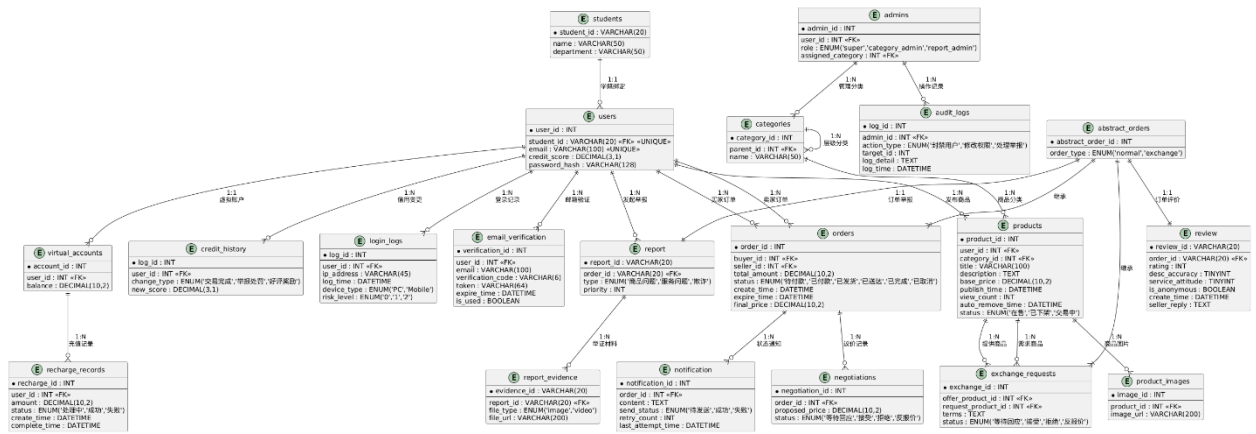 E students
student_id : VARCHAR(20)
name : VARCHAR(50)
department : VARCHAR(50)
1:1
学籍绑定
E admins
admin_id : INT
user_id : INT «FK»
role : ENUM('super','category_admin','report_admin')
assigned_category : INT «FK»
1:N
管理分类
1:N
操作记录
E users
user_id : INT
student_id : VARCHAR(20) «FK» «UNIQUE»
email : VARCHAR(100) «UNIQUE»
credit_score : DECIMAL(3,1)
password_hash : VARCHAR(128)
E categories
category_id : INT
parent_id : INT «FK»
name : VARCHAR(50)
1:N
层级分类
E audit_logs
log_id : INT
admin_id : INT «FK»
action_type : ENUM('封禁用户','修改权限','处理举报')
target_id : INT
log_detail : TEXT
log_time : DATETIME
E abstract_orders
abstract_order_id : INT
order_type : ENUM('normal','exchange')
1:1
虚拟账户
1:N
信用变更
1:N
登录记录
1:N
邮箱验证
1:N
发起举报
1:N
买家订单
1:N
卖家订单
1:1
订单举报
继承
1:N
发布商品
1:N
商品分类
1:1
订单评价
E virtual_accounts
account_id : INT
user_id : INT «FK»
balance : DECIMAL(10,2)
E credit_history
log_id : INT
user_id : INT «FK»
change_type : ENUM('交易完成','举报处罚','好评奖励')
new_score : DECIMAL(3,1)
E login_logs
log_id : INT
user_id : INT «FK»
ip_address : VARCHAR(45)
log_time : DATETIME
device_type : ENUM('PC','Mobile')
risk_level : ENUM('0','1','2')
E email_verification
verification_id : INT
user_id : INT «FK»
email : VARCHAR(100)
verification_code : VARCHAR(6)
token : VARCHAR(64)
expire_time : DATETIME
is_used : BOOLEAN
E report
report_id : VARCHAR(20)
order_id : VARCHAR(20) «FK»
type : ENUM('商品问题','服务问题','欺诈')
priority : INT
E orders
order_id : INT
buyer_id : INT «FK»
seller_id : INT «FK»
total_amount : DECIMAL(10,2)
status : ENUM('待付款','已付款','已发货','已送达','已完成','已取消')
create_time : DATETIME
expire_time : DATETIME
final_price : DECIMAL(10,2)
E products
product_id : INT
user_id : INT «FK»
category_id : INT «FK»
title : VARCHAR(100)
description : TEXT
base_price : DECIMAL(10,2)
publish_time : DATETIME
view_count : INT
auto_remove_time : DATETIME
status : ENUM('在售','已下架','交易中')
继承
E review
review_id : VARCHAR(20)
order_id : VARCHAR(20) «FK»
rating : INT
desc_accuracy : TINYINT
service_attitude : TINYINT
is_anonymous : BOOLEAN
create_time : DATETIME
seller_reply : TEXT
1:N
充值记录
1:N
举证材料
1:N
状态通知
1:N
议价记录
1:N
提供商品
1:N
需求商品
1:N
商品图片
E recharge_records
recharge_id : INT
user_id : INT «FK»
amount : DECIMAL(10,2)
status : ENUM('处理中','成功','失败')
create_time : DATETIME
complete_time : DATETIME
E report_evidence
evidence_id : VARCHAR(20)
report_id : VARCHAR(20) «FK»
file_type : ENUM('image','video')
file_url : VARCHAR(200)
E notification
notification_id : INT
order_id : INT «FK»
content : TEXT
send_status : ENUM('待发送','成功','失败')
retry_count : INT
last_attempt_time : DATETIME
E negotiations
negotiation_id : INT
order_id : INT «FK»
proposed_price : DECIMAL(10,2)
status : ENUM('等待回应','接受','拒绝','反报价')
E exchange_requests
exchange_id : INT
offer_product_id : INT «FK»
request_product_id : INT «FK»
terms : TEXT
status : ENUM('等待回应','接受','拒绝','反报价')
E product_images
image_id : INT
product_id : INT «FK»
image_url : VARCHAR(200)